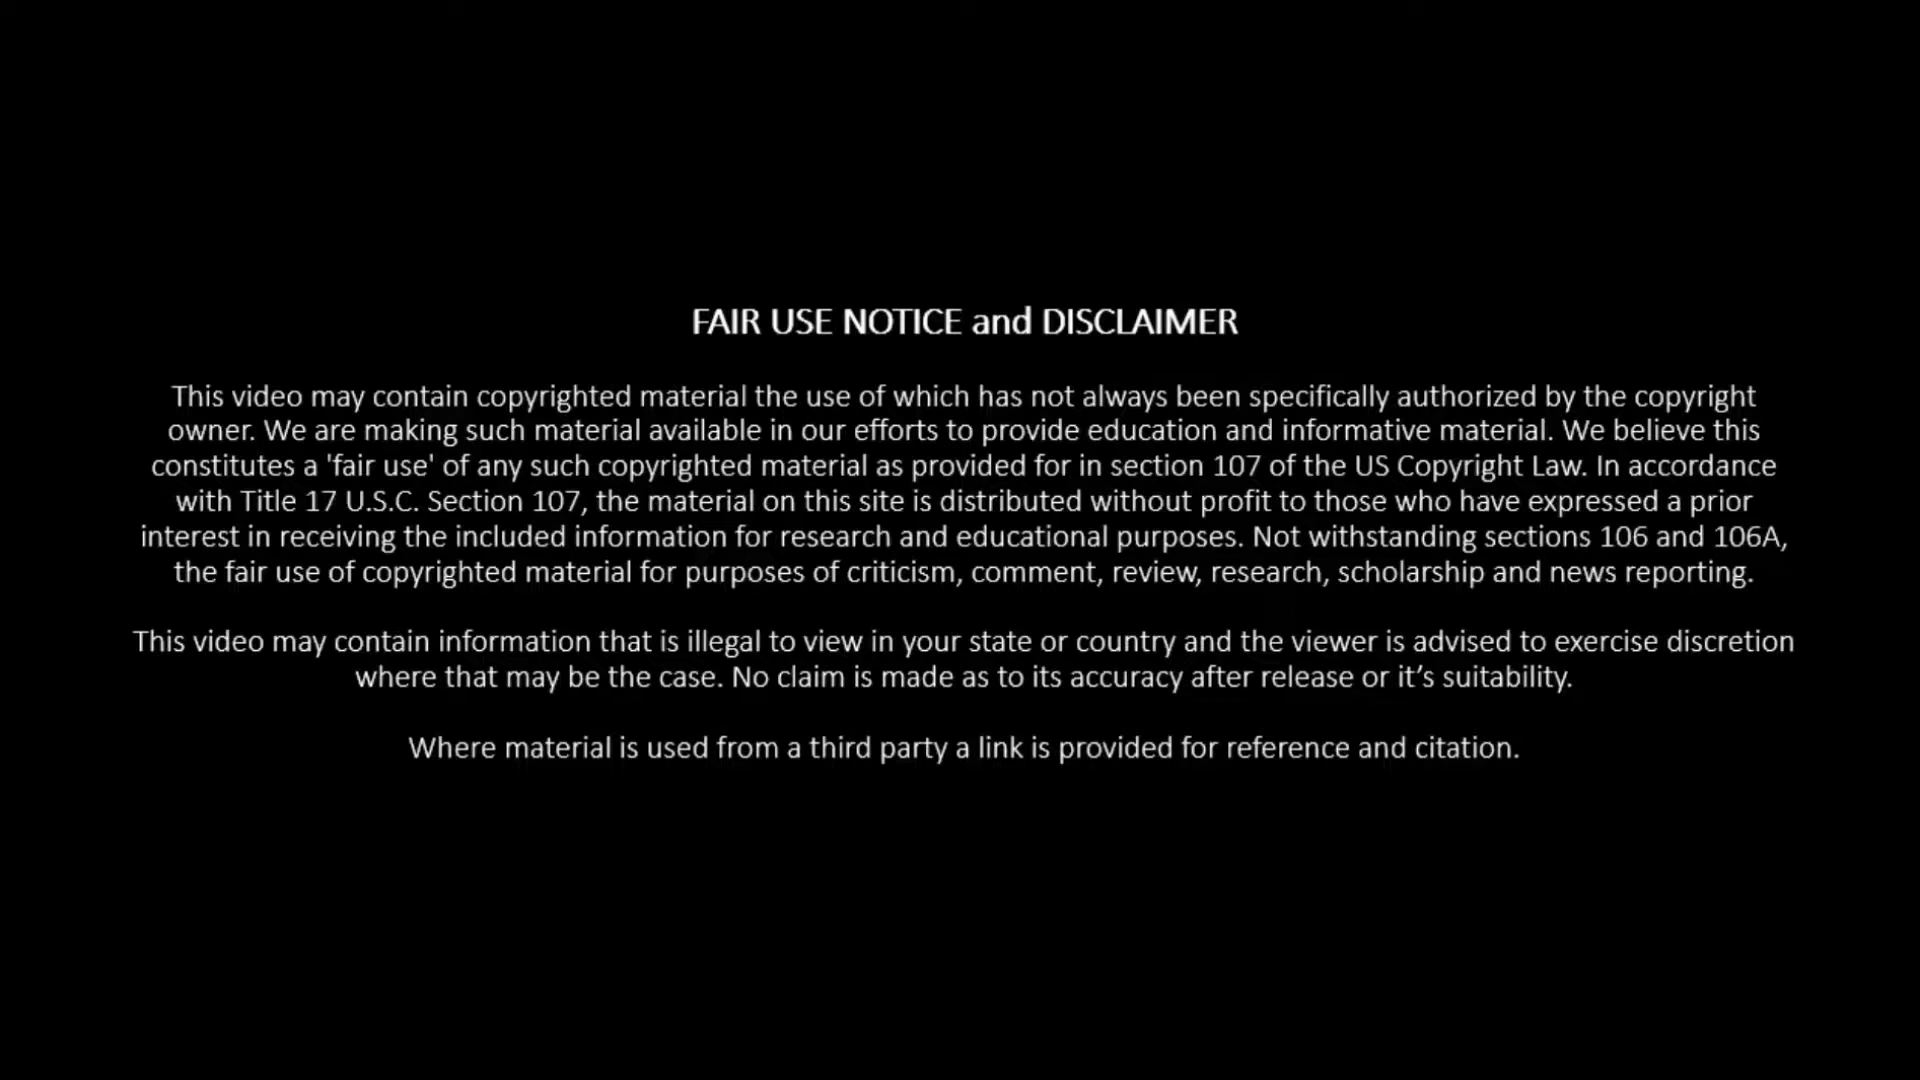 FAIR USE NOTICE and DISCLAIMER
This video may contain copyrighted material the use of which has not always been specifically authorized by the copyright
owner. We are making such material available in our efforts to provide education and informative material. We believe this
constitutes a 'fair use' of any such copyrighted material as provided for in section 107 of the US Copyright Law. In accordance
with Title 17 U.S.C. Section 107, the material on this site is distributed without profit to those who have expressed a prior
interest in receiving the included information for research and educational purposes. Not withstanding sections 106 and 106A,
the fair use of copyrighted material for purposes of criticism, comment, review, research, scholarship and news reporting.
This video may contain information that is illegal to view in your state or country and the viewer is advised to exercise discretion
where that may be the case. No claim is made as to its accuracy after release or it’s suitability.
Where material is used from a third party a link is provided for reference and citation.